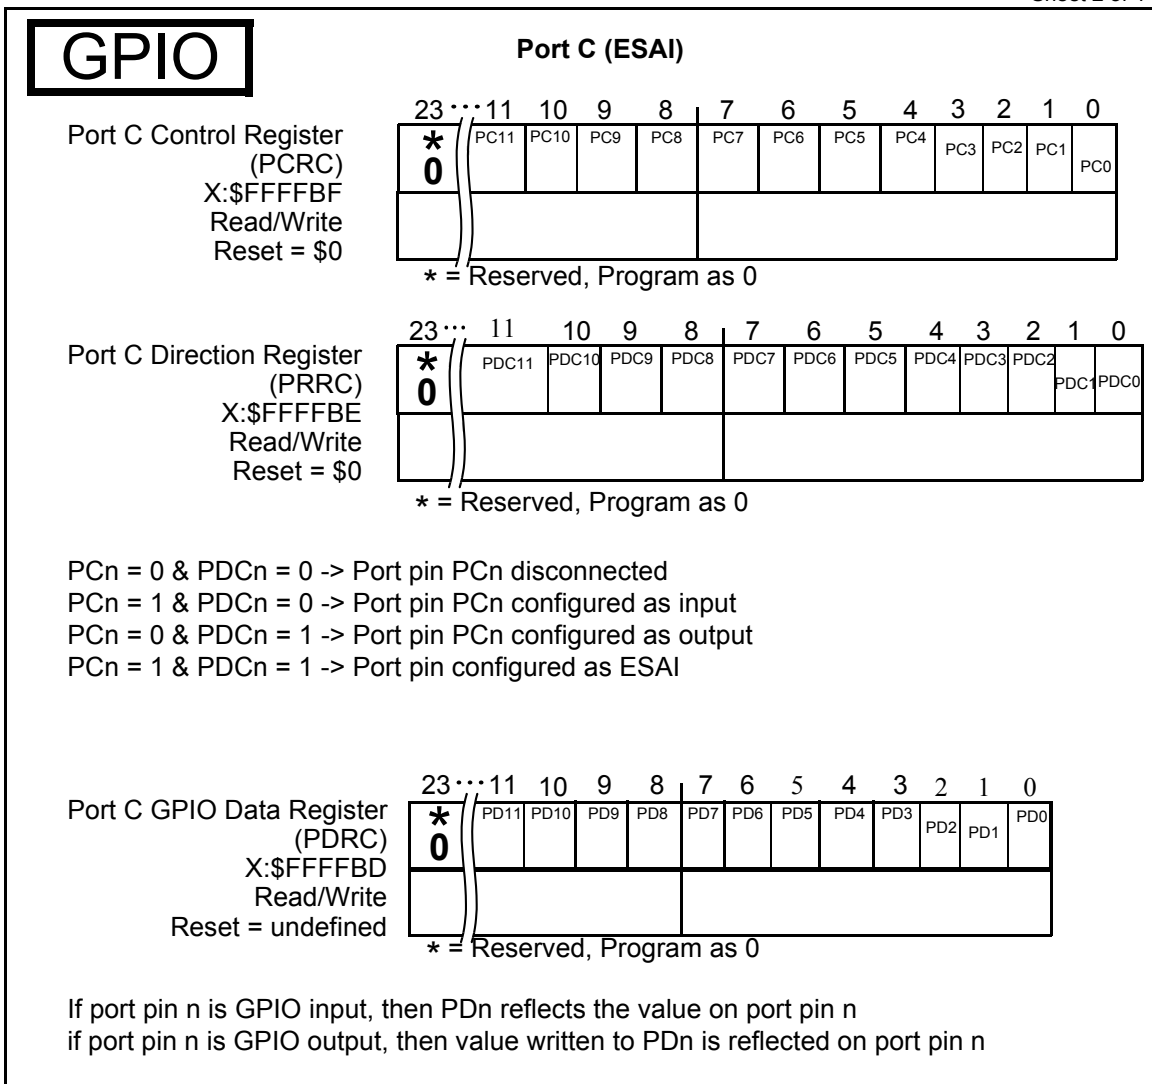 GPIO
Port C (ESAI)
23 ··· 11 10 9 8 7 6 5 4 3 2 1 0
Port C Control Register
(PCRC)
X:$FFFFBF
Read/Write
Reset = $0
* 0 PC11 PC10 PC9 PC8 PC7 PC6 PC5 PC4 PC3 PC2 PC1 PC0
* = Reserved, Program as 0
23 ··· 11 10 9 8 7 6 5 4 3 2 1 0
Port C Direction Register
(PRRC)
X:$FFFFBE
Read/Write
Reset = $0
* 0 PDC11 PDC10 PDC9 PDC8 PDC7 PDC6 PDC5 PDC4 PDC3 PDC2 PDC1 PDC0
* = Reserved, Program as 0
PCn = 0 & PDCn = 0 -> Port pin PCn disconnected
PCn = 1 & PDCn = 0 -> Port pin PCn configured as input
PCn = 0 & PDCn = 1 -> Port pin PCn configured as output
PCn = 1 & PDCn = 1 -> Port pin configured as ESAI
23 ··· 11 10 9 8 7 6 5 4 3 2 1 0
Port C GPIO Data Register
(PDRC)
X:$FFFFBD
Read/Write
Reset = undefined
* 0 PD11 PD10 PD9 PD8 PD7 PD6 PD5 PD4 PD3 PD2 PD1 PD0
* = Reserved, Program as 0
If port pin n is GPIO input, then PDn reflects the value on port pin n
if port pin n is GPIO output, then value written to PDn is reflected on port pin n